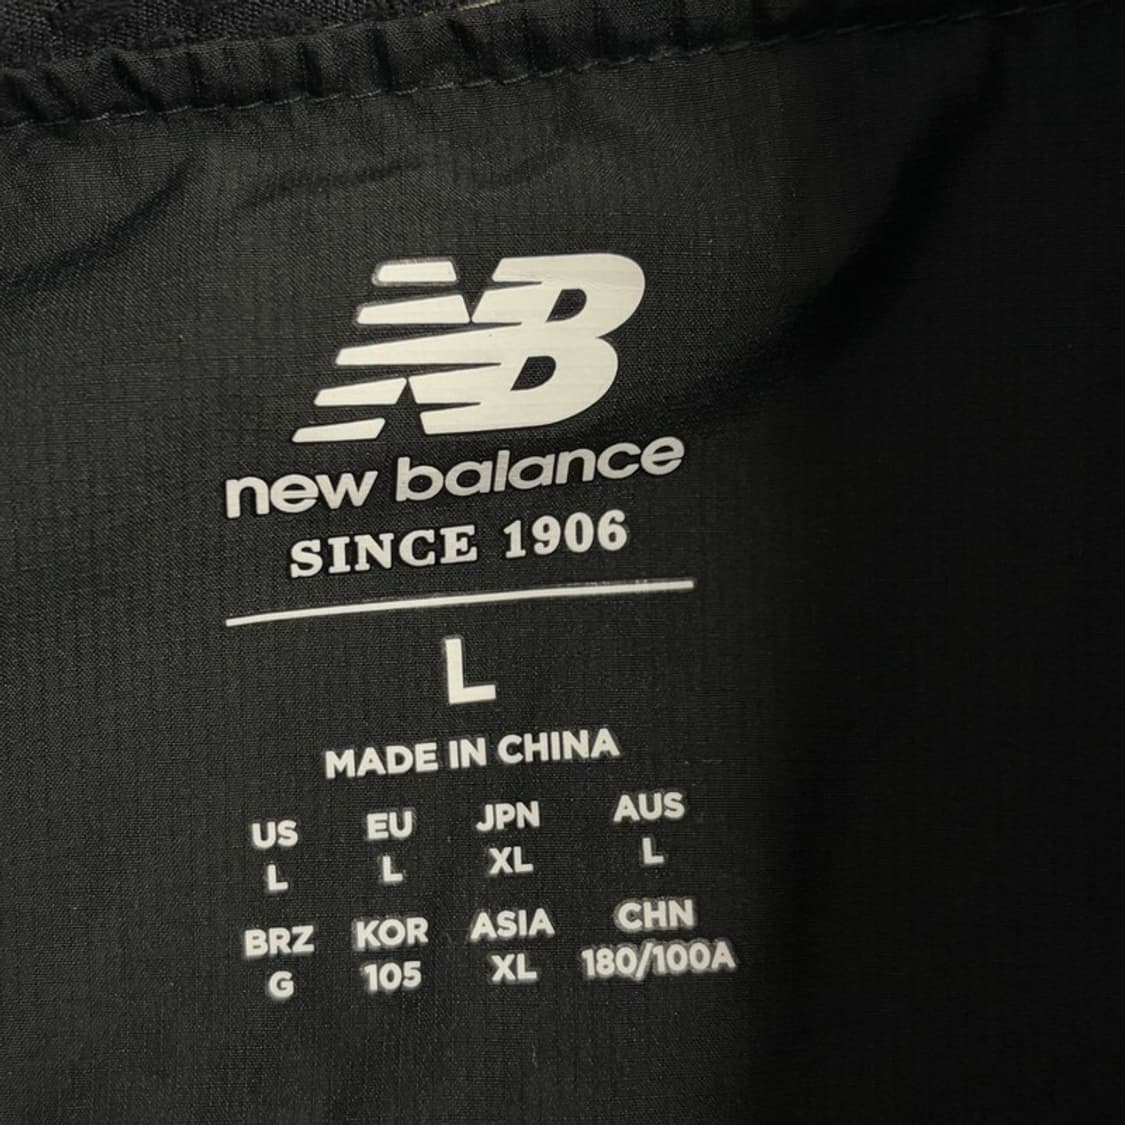 NB
new balance
SINCE 1906
L
MADE IN CHINA
US EU JPN AUS
L L XL L
BRZ KOR ASIA CHN
G 105 XL 180/100A